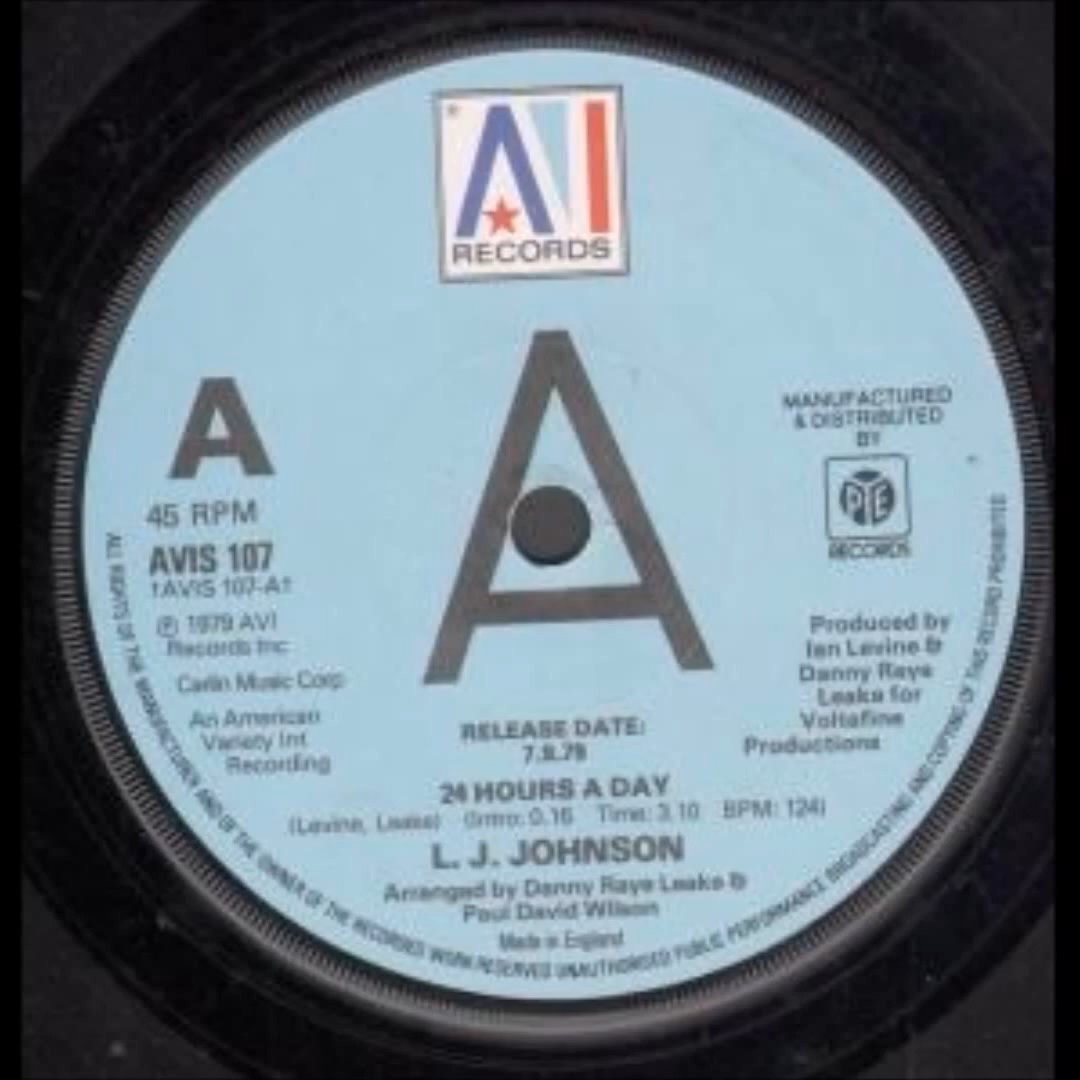 AVI
RECORDS
A
A
45 RPM
AVIS 107
†AVIS 107-A†
℗ 1979 AVI
Records Inc
Carlin Music Corp
An American
Variety Int
Recording
MANUFACTURED
& DISTRIBUTED
BY
PYE
RECORDS
Produced by
Ian Levine &
Danny Raye
Leake for
Voltafine
Productions
RELEASE DATE:
24 HOURS A DAY
(Levine, Leake) (Intro: 0.16 Time: 3.10 BPM: 124)
L. J. JOHNSON
Arranged by Danny Raye Leake &
Paul David Wilson
Made in England
ALL RIGHTS OF THE MANUFACTURER AND OF THE OWNER OF THE RECORDED WORK RESERVED UNAUTHORISED PUBLIC PERFORMANCE BROADCASTING AND COPYING OF THIS RECORD PROHIBITED